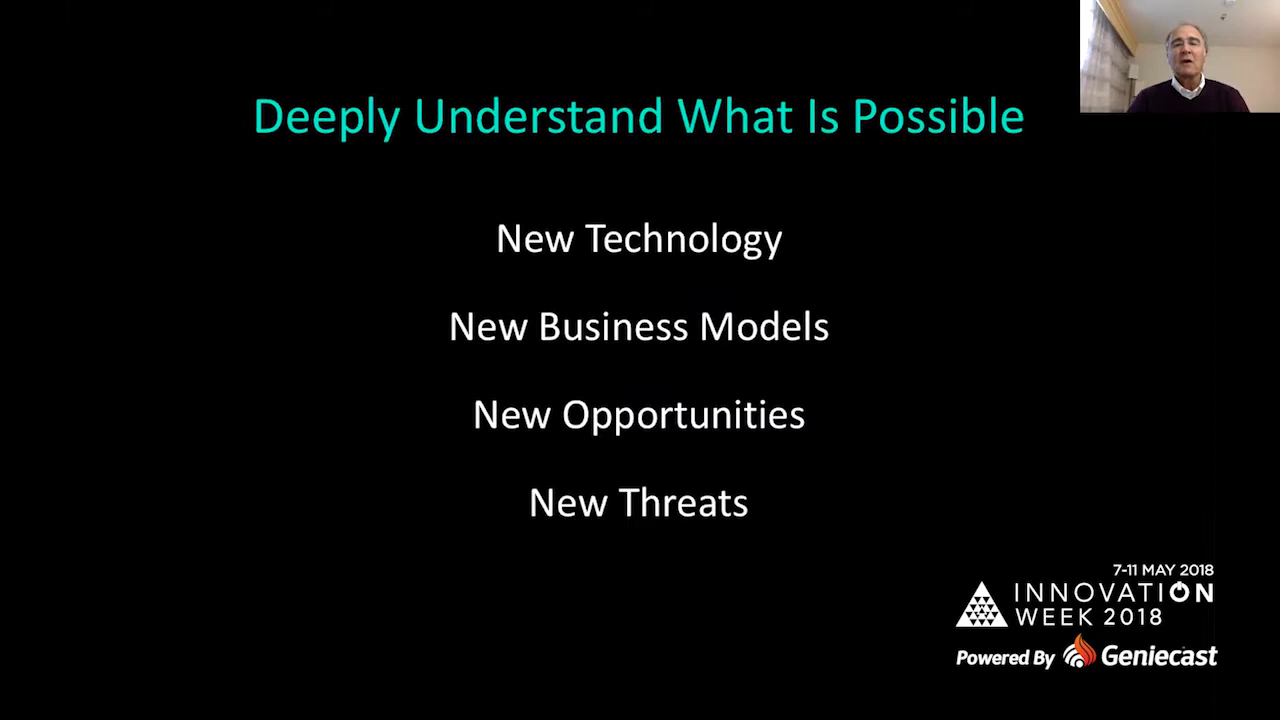 Deeply Understand What Is Possible
New Technology
New Business Models
New Opportunities
New Threats
7-11 MAY 2018
INNOVATION
WEEK 2018
Powered By Geniecast